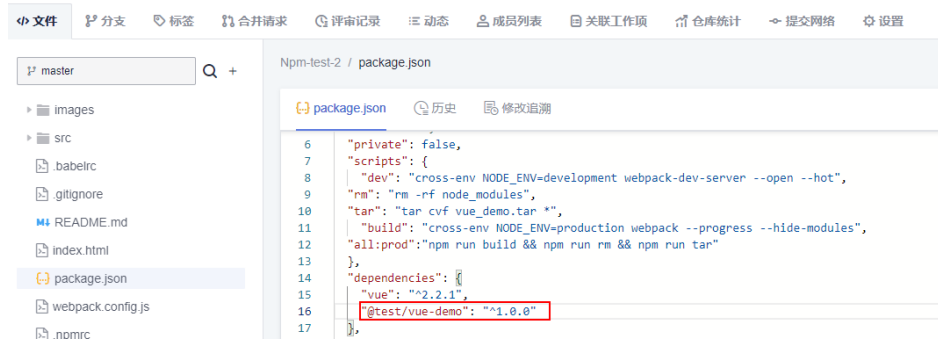 文件 分支 标签 合并请求 评审记录 动态 成员列表 关联工作项 仓库统计 提交网络 设置
master
images
src
.babelrc
.gitignore
README.md
index.html
package.json
webpack.config.js
.npmrc
Npm-test-2 / package.json
package.json 历史 修改追溯
6 "private": false,
7 "scripts": {
8 "dev": "cross-env NODE_ENV=development webpack-dev-server --open --hot",
9 "rm": "rm -rf node_modules",
10 "tar": "tar cvf vue_demo.tar *",
11 "build": "cross-env NODE_ENV=production webpack --progress --hide-modules",
12 "all:prod":"npm run build && npm run rm && npm run tar"
13 },
14 "dependencies": {
15 "vue": "^2.2.1",
16 "@test/vue-demo": "^1.0.0"
17 },